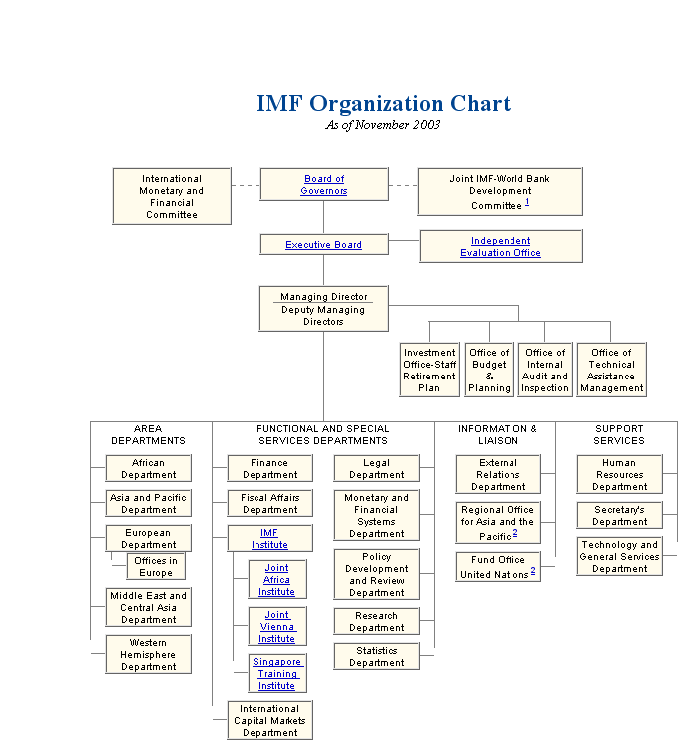 IMF Organization Chart
As of November 2003
International
Monetary and
Financial
Committee
Board of
Governors
Joint IMF-World Bank
Development
Committee 1
Executive Board
Independent
Evaluation Office
Managing Director
Deputy Managing
Directors
Investment
Office-Staff
Retirement
Plan
Office of
Budget
&
Planning
Office of
Internal
Audit and
Inspection
Office of
Technical
Assistance
Management
AREA
DEPARTMENTS
African
Department
Asia and Pacific
Department
European
Department
Offices in
Europe
Middle East and
Central Asia
Department
Western
Hemisphere
Department
FUNCTIONAL AND SPECIAL
SERVICES DEPARTMENTS
Finance
Department
Fiscal Affairs
Department
IMF
Institute
Joint
Africa
Institute
Joint
Vienna
Institute
Singapore
Training
Institute
International
Capital Markets
Department
Legal
Department
Monetary and
Financial
Systems
Department
Policy
Development
and Review
Department
Research
Department
Statistics
Department
INFORMATION &
LIAISON
External
Relations
Department
Regional Office
for Asia and the
Pacific 2
Fund Office
United Nations 2
SUPPORT
SERVICES
Human
Resources
Department
Secretary's
Department
Technology and
General Services
Department